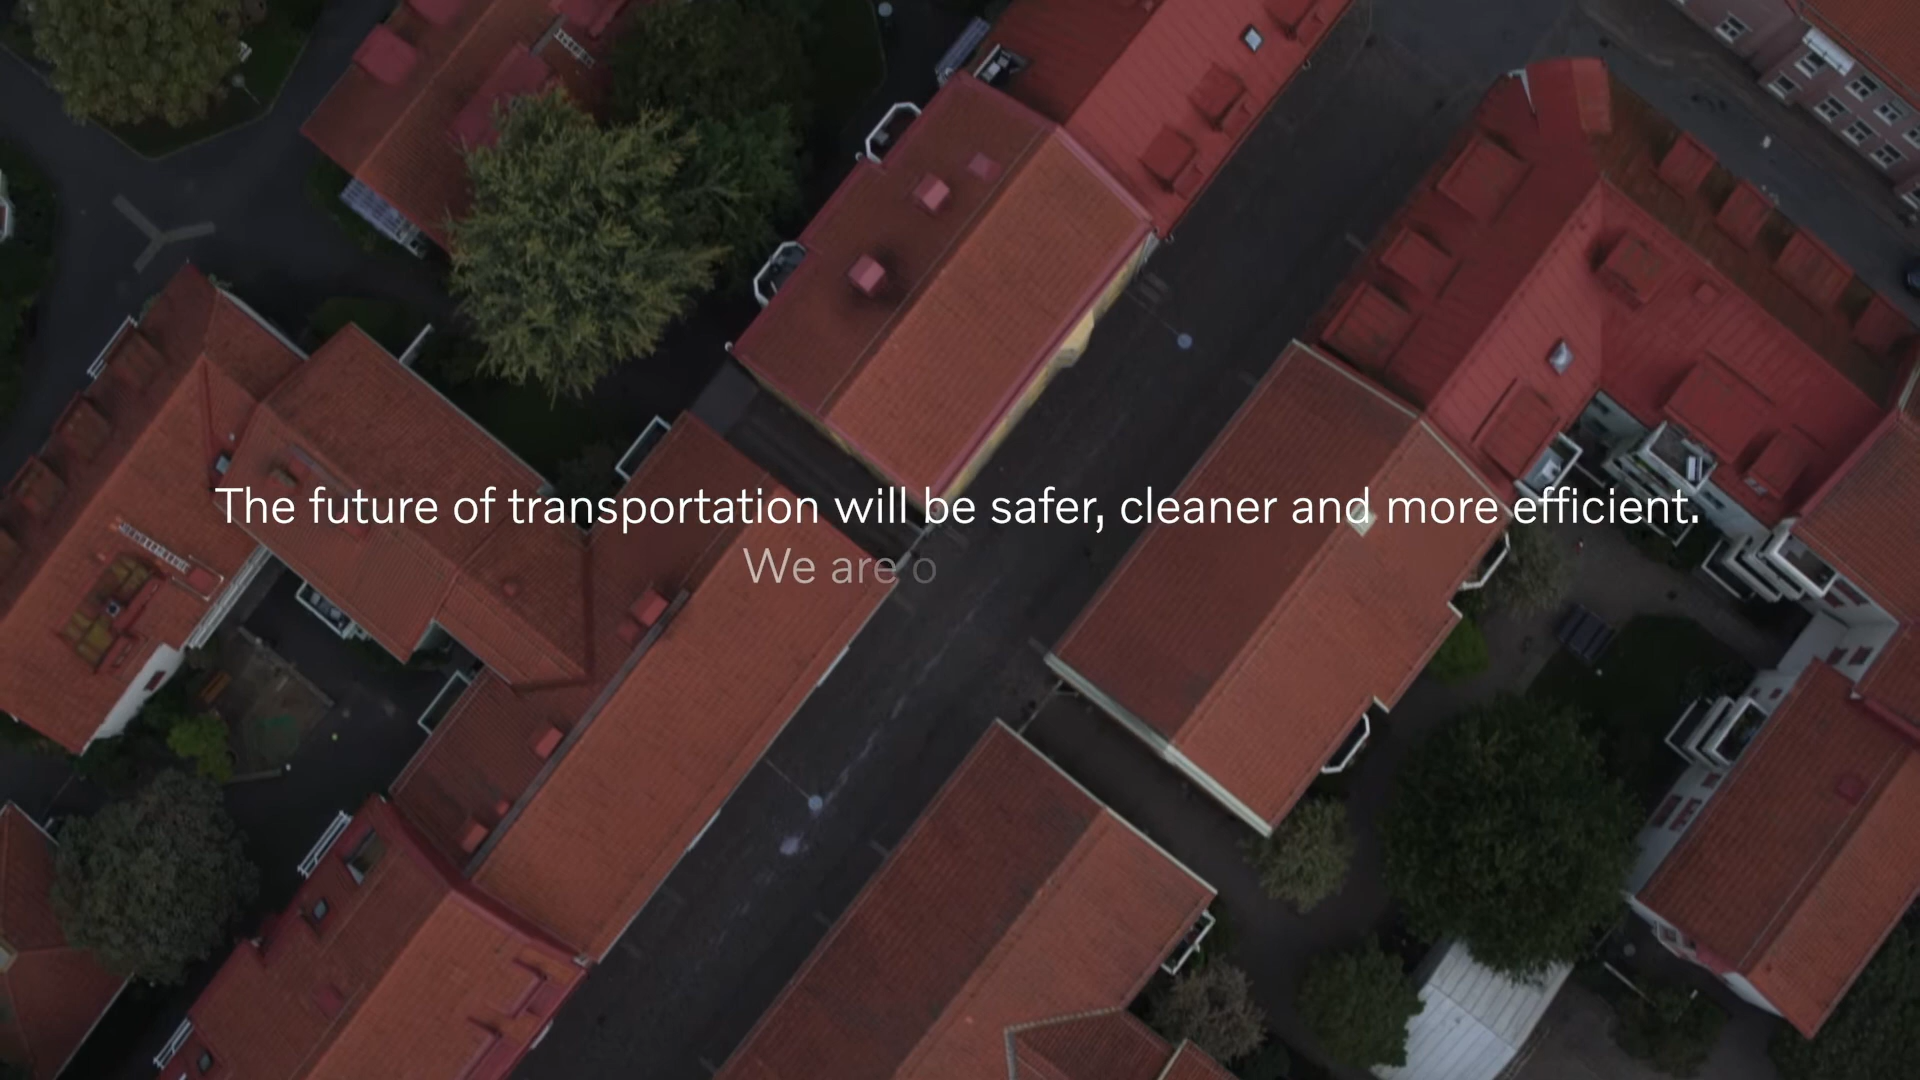 The future of transportation will be safer, cleaner and more efficient.
We are o